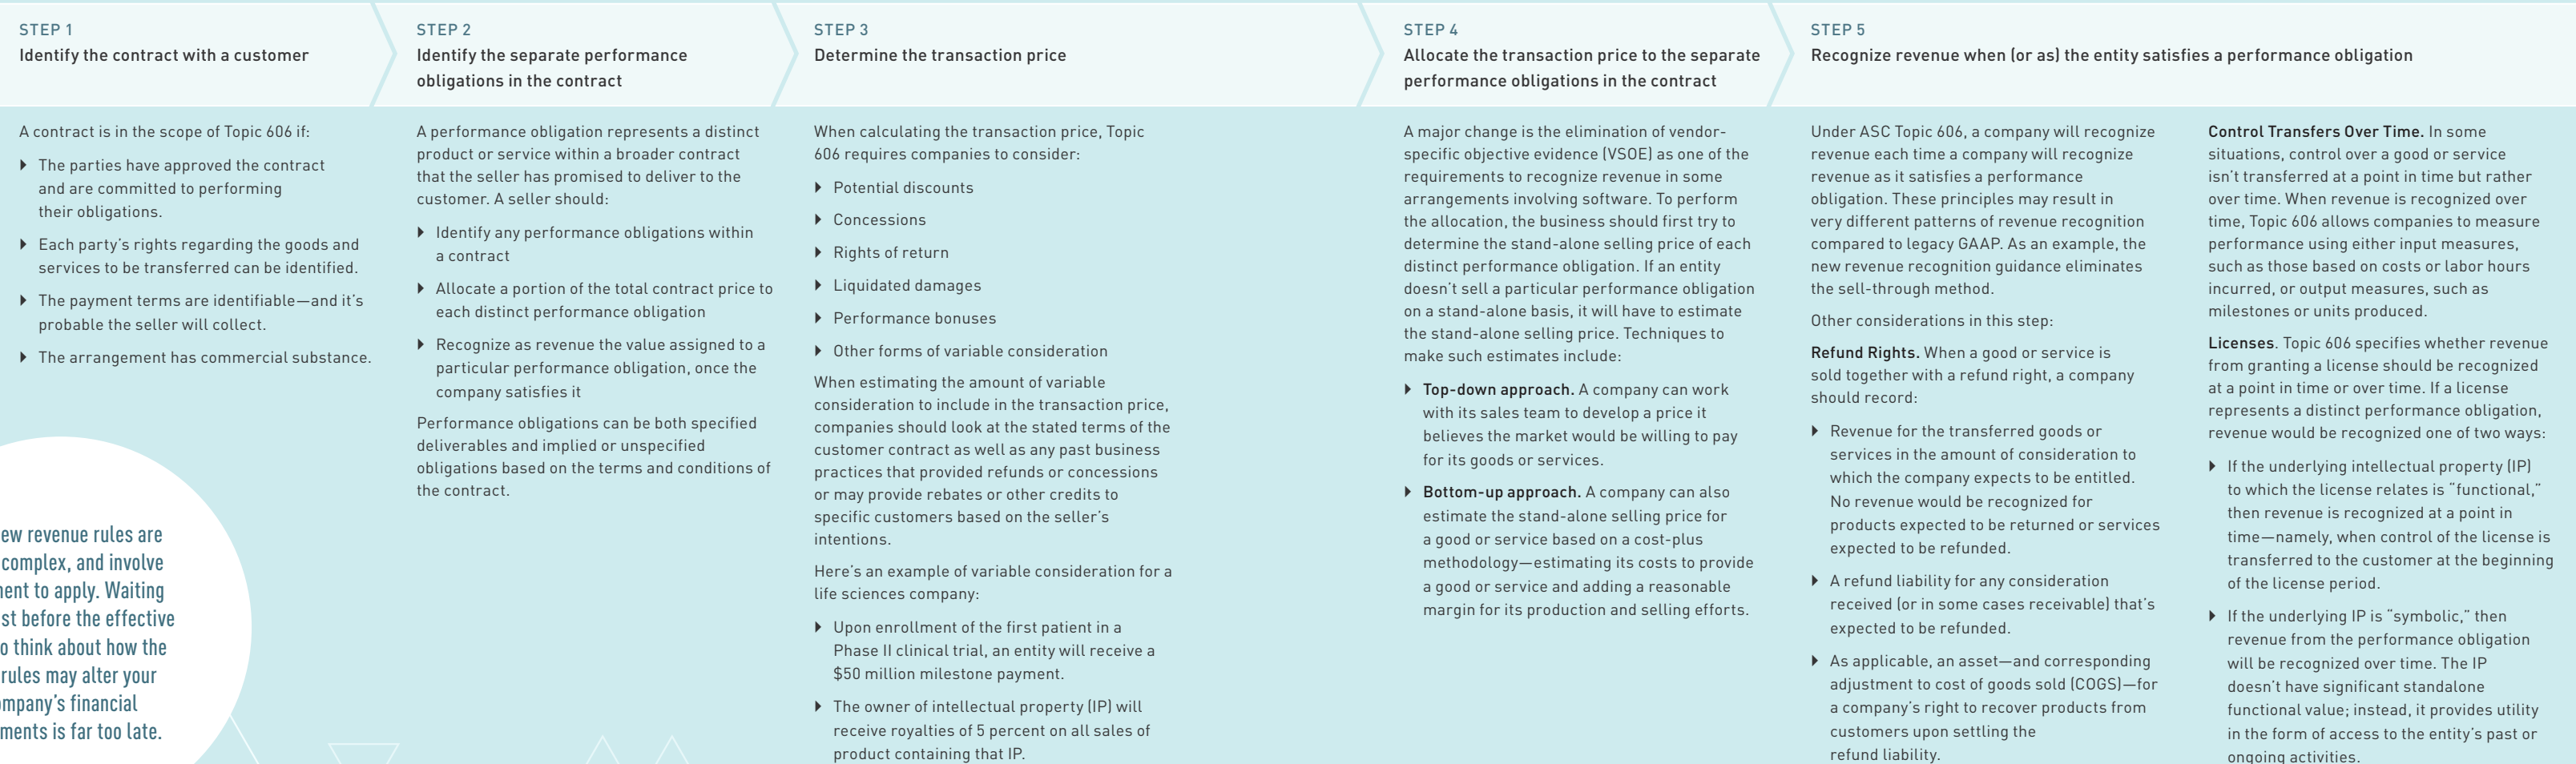 STEP 1
Identify the contract with a customer
A contract is in the scope of Topic 606 if:
The parties have approved the contract
and are committed to performing
their obligations.
Each party's rights regarding the goods and
services to be transferred can be identified.
The payment terms are identifiable—and it's
probable the seller will collect.
The arrangement has commercial substance.
ew revenue rules are
complex, and involve
ent to apply. Waiting
st before the effective
o think about how the
rules may alter your
mpany's financial
ments is far too late.
STEP 2
Identify the separate performance
obligations in the contract
A performance obligation represents a distinct
product or service within a broader contract
that the seller has promised to deliver to the
customer. A seller should:
Identify any performance obligations within
a contract
Allocate a portion of the total contract price to
each distinct performance obligation
Recognize as revenue the value assigned to a
particular performance obligation, once the
company satisfies it
Performance obligations can be both specified
deliverables and implied or unspecified
obligations based on the terms and conditions of
the contract.
STEP 3
Determine the transaction price
When calculating the transaction price, Topic
606 requires companies to consider:
Potential discounts
Concessions
Rights of return
Liquidated damages
Performance bonuses
Other forms of variable consideration
When estimating the amount of variable
consideration to include in the transaction price,
companies should look at the stated terms of the
customer contract as well as any past business
practices that provided refunds or concessions
or may provide rebates or other credits to
specific customers based on the seller's
intentions.
Here's an example of variable consideration for a
life sciences company:
Upon enrollment of the first patient in a
Phase II clinical trial, an entity will receive a
$50 million milestone payment.
The owner of intellectual property (IP) will
receive royalties of 5 percent on all sales of
product containing that IP.
STEP 4
Allocate the transaction price to the separate
performance obligations in the contract
A major change is the elimination of vendor-
specific objective evidence (VSOE) as one of the
requirements to recognize revenue in some
arrangements involving software. To perform
the allocation, the business should first try to
determine the stand-alone selling price of each
distinct performance obligation. If an entity
doesn't sell a particular performance obligation
on a stand-alone basis, it will have to estimate
the stand-alone selling price. Techniques to
make such estimates include:
Top-down approach. A company can work
with its sales team to develop a price it
believes the market would be willing to pay
for its goods or services.
Bottom-up approach. A company can also
estimate the stand-alone selling price for
a good or service based on a cost-plus
methodology—estimating its costs to provide
a good or service and adding a reasonable
margin for its production and selling efforts.
STEP 5
Recognize revenue when (or as) the entity satisfies a performance obligation
Under ASC Topic 606, a company will recognize
revenue each time a company will recognize
revenue as it satisfies a performance
obligation. These principles may result in
very different patterns of revenue recognition
compared to legacy GAAP. As an example, the
new revenue recognition guidance eliminates
the sell-through method.
Other considerations in this step:
Refund Rights. When a good or service is
sold together with a refund right, a company
should record:
Revenue for the transferred goods or
services in the amount of consideration to
which the company expects to be entitled.
No revenue would be recognized for
products expected to be returned or services
expected to be refunded.
A refund liability for any consideration
received (or in some cases receivable) that's
expected to be refunded.
As applicable, an asset—and corresponding
adjustment to cost of goods sold (COGS)—for
a company's right to recover products from
customers upon settling the
refund liability.
Control Transfers Over Time. In some
situations, control over a good or service
isn't transferred at a point in time but rather
over time. When revenue is recognized over
time, Topic 606 allows companies to measure
performance using either input measures,
such as those based on costs or labor hours
incurred, or output measures, such as
milestones or units produced.
Licenses. Topic 606 specifies whether revenue
from granting a license should be recognized
at a point in time or over time. If a license
represents a distinct performance obligation,
revenue would be recognized one of two ways:
If the underlying intellectual property (IP)
to which the license relates is "functional,"
then revenue is recognized at a point in
time—namely, when control of the license is
transferred to the customer at the beginning
of the license period.
If the underlying IP is "symbolic," then
revenue from the performance obligation
will be recognized over time. The IP
doesn't have significant standalone
functional value; instead, it provides utility
in the form of access to the entity's past or
ongoing activities.